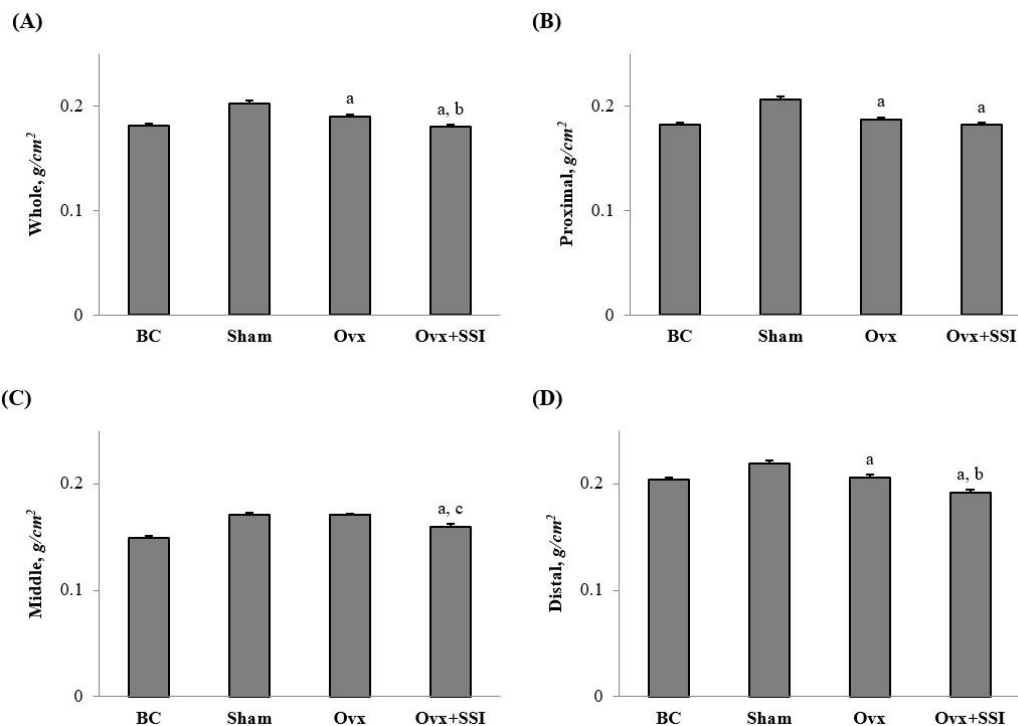 (A)
Whole, g/cm²
0.2
0.1
0
a
a, b
BC Sham Ovx Ovx+SSI
(B)
Proximal, g/cm²
0.2
0.1
0
a
a
BC Sham Ovx Ovx+SSI
(C)
Middle, g/cm²
0.2
0.1
0
a, c
BC Sham Ovx Ovx+SSI
(D)
Distal, g/cm²
0.2
0.1
0
a
a, b
BC Sham Ovx Ovx+SSI